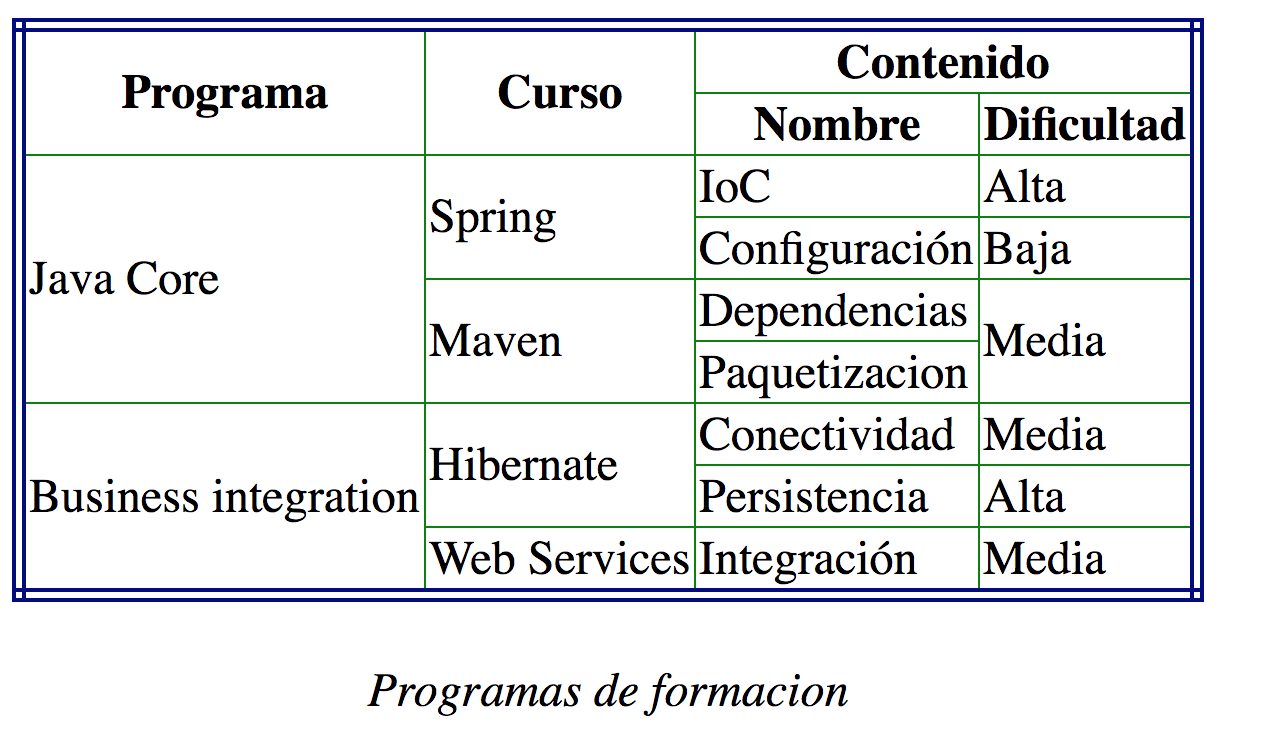 Programa Curso Contenido
Nombre Dificultad
Java Core Spring IoC Alta
Configuración Baja
Maven Dependencias Media
Paquetizacion
Business integration Hibernate Conectividad Media
Persistencia Alta
Web Services Integración Media
Programas de formacion